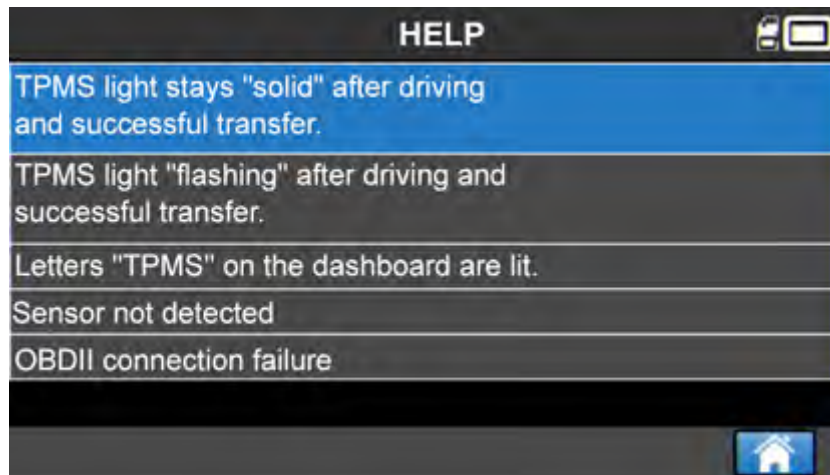 HELP
TPMS light stays "solid" after driving
and successful transfer.
TPMS light "flashing" after driving and
successful transfer.
Letters "TPMS" on the dashboard are lit.
Sensor not detected
OBDII connection failure